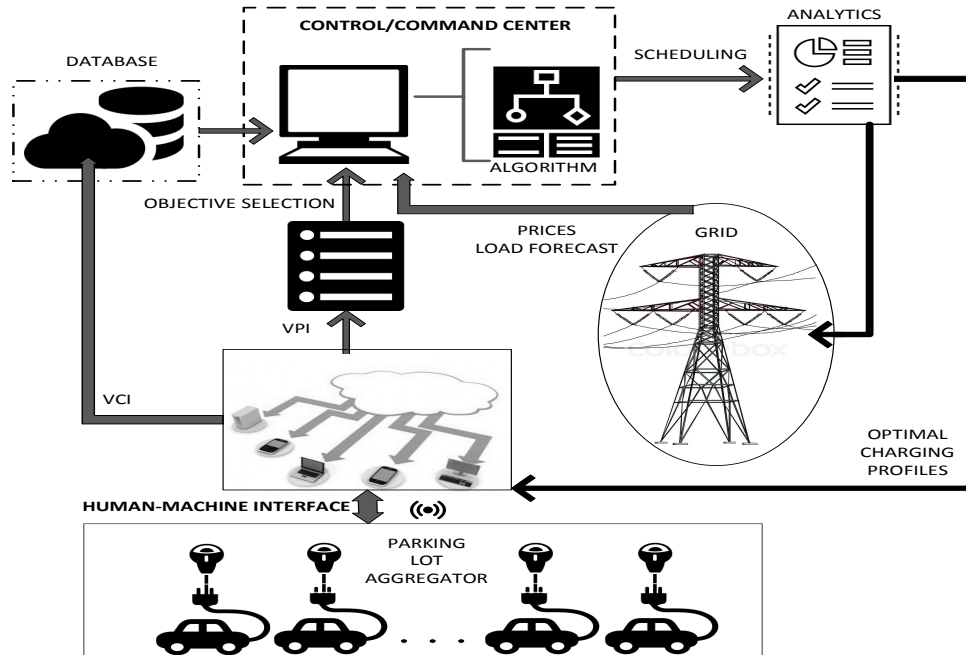 CONTROL/COMMAND CENTER
ANALYTICS
DATABASE
SCHEDULING
ALGORITHM
OBJECTIVE SELECTION
PRICES
LOAD FORECAST
GRID
VPI
VCI
OPTIMAL
CHARGING
PROFILES
HUMAN-MACHINE INTERFACE
PARKING
LOT
AGGREGATOR
. . .